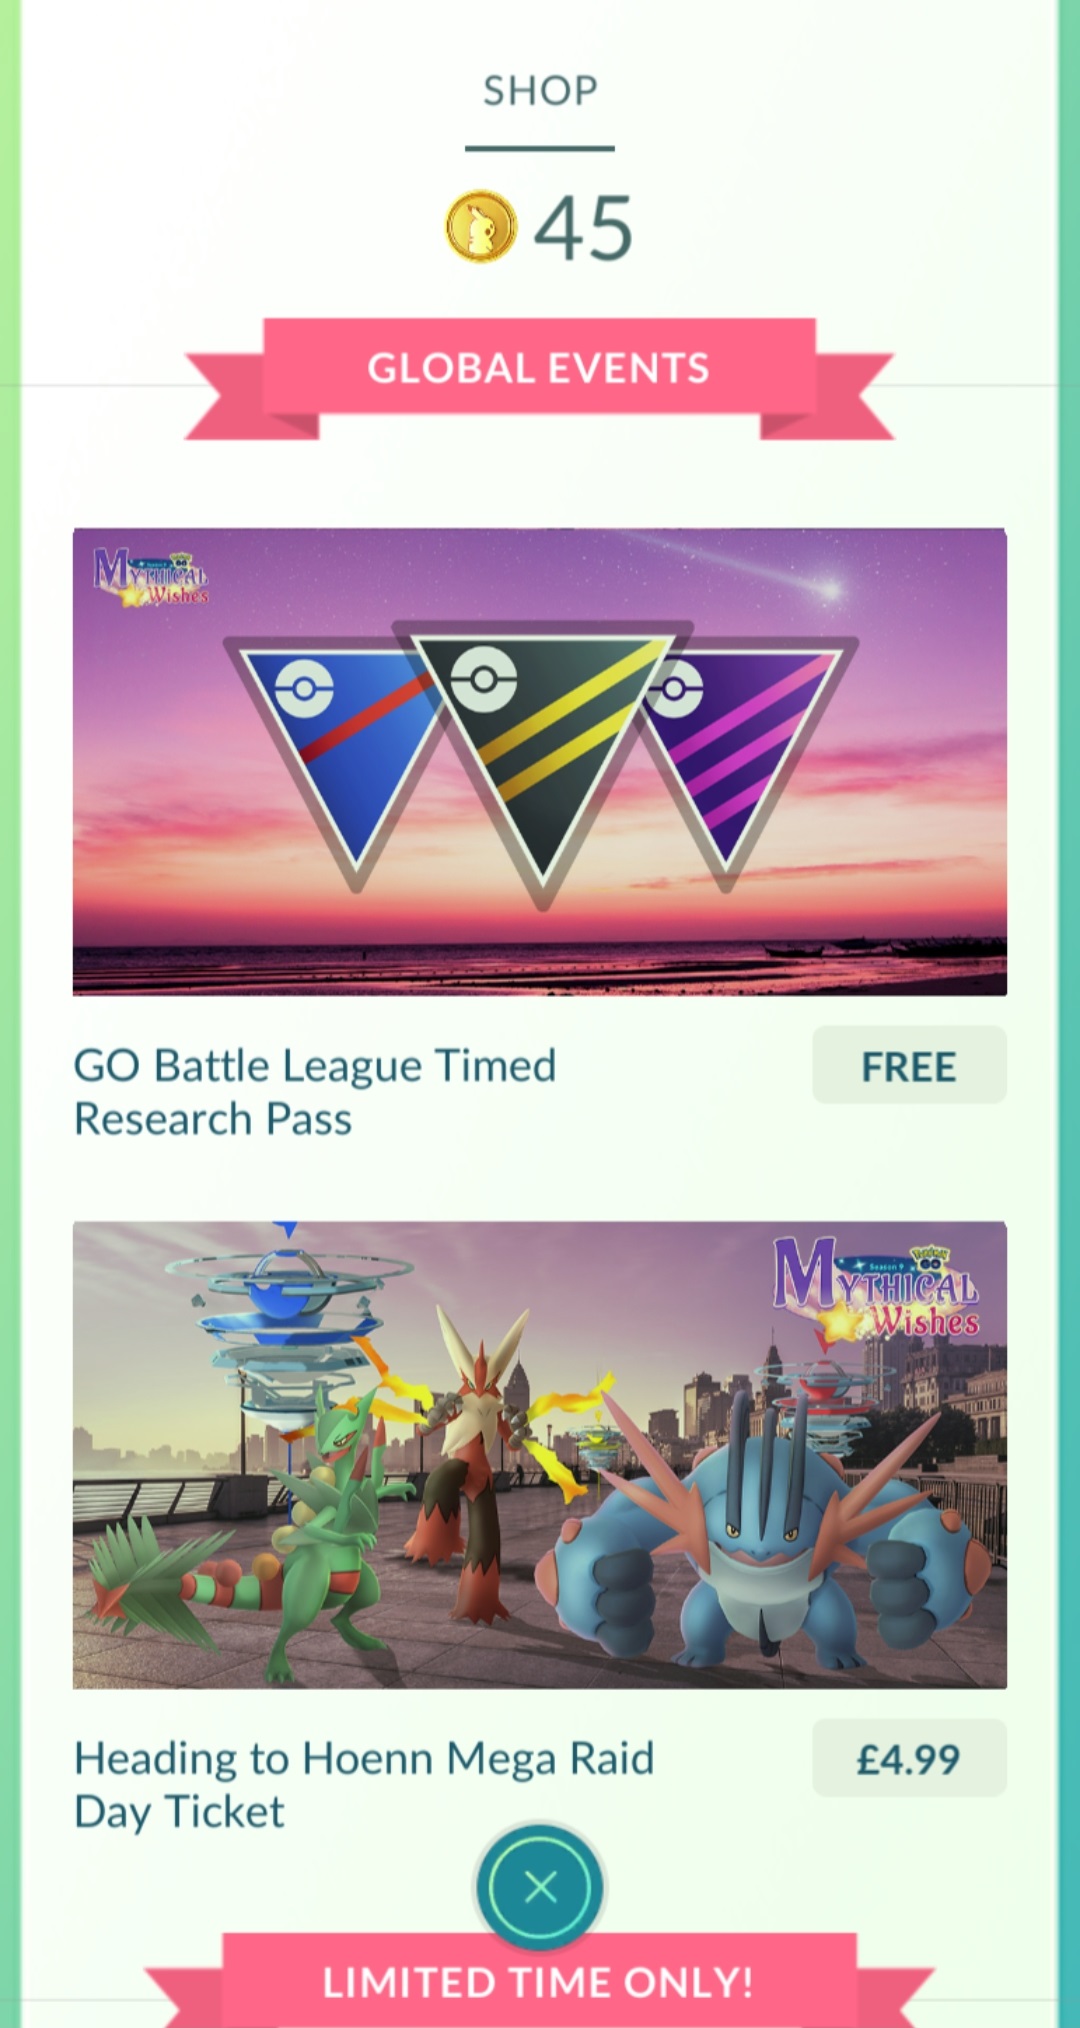 SHOP
45
GLOBAL EVENTS
MYTHICAL
Wishes
GO Battle League Timed
Research Pass
FREE
Pokémon
GO
Season 9
MYTHICAL
Wishes
Heading to Hoenn Mega Raid
Day Ticket
£4.99
LIMITED TIME ONLY!